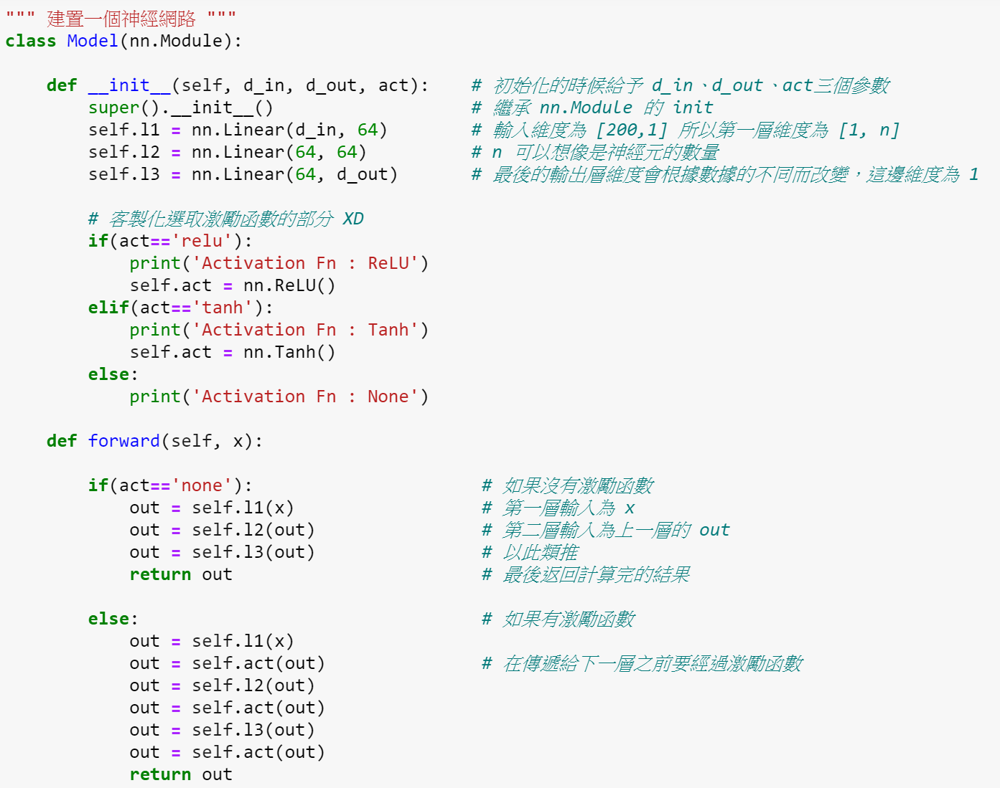 """ 建置一個神經網路 """
class Model(nn.Module):
    def __init__(self, d_in, d_out, act):    # 初始化的時候給予 d_in、d_out、act三個參數
        super().__init__()                   # 繼承 nn.Module 的 init
        self.l1 = nn.Linear(d_in, 64)        # 輸入維度為 [200,1] 所以第一層維度為 [1, n]
        self.l2 = nn.Linear(64, 64)          # n 可以想像是神經元的數量
        self.l3 = nn.Linear(64, d_out)       # 最後的輸出層維度會根據數據的不同而改變，這邊維度為 1
        # 客製化選取激勵函數的部分 XD
        if(act=='relu'):
            print('Activation Fn : ReLU')
            self.act = nn.ReLU()
        elif(act=='tanh'):
            print('Activation Fn : Tanh')
            self.act = nn.Tanh()
        else:
            print('Activation Fn : None')
    def forward(self, x):
        if(act=='none'):                      # 如果沒有激勵函數
            out = self.l1(x)                  # 第一層輸入為 x
            out = self.l2(out)                # 第二層輸入為上一層的 out
            out = self.l3(out)                # 以此類推
            return out                        # 最後返回計算完的結果
        else:                                 # 如果有激勵函數
            out = self.l1(x)
            out = self.act(out)               # 在傳遞給下一層之前要經過激勵函數
            out = self.l2(out)
            out = self.act(out)
            out = self.l3(out)
            out = self.act(out)
            return out